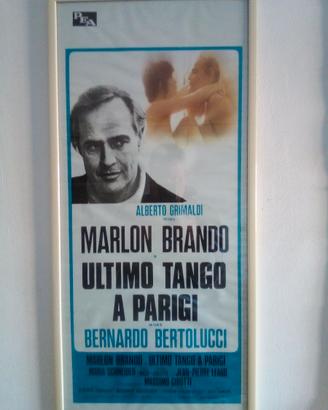 PEA
ALBERTO GRIMALDI
MARLON BRANDO
ULTIMO TANGO
A PARIGI
BERNARDO BERTOLUCCI
MARLON BRANDO ULTIMO TANGO A PARIGI
MARIA SCHNEIDER JEAN-PIERRE LEAUD
MASSIMO GIROTTI